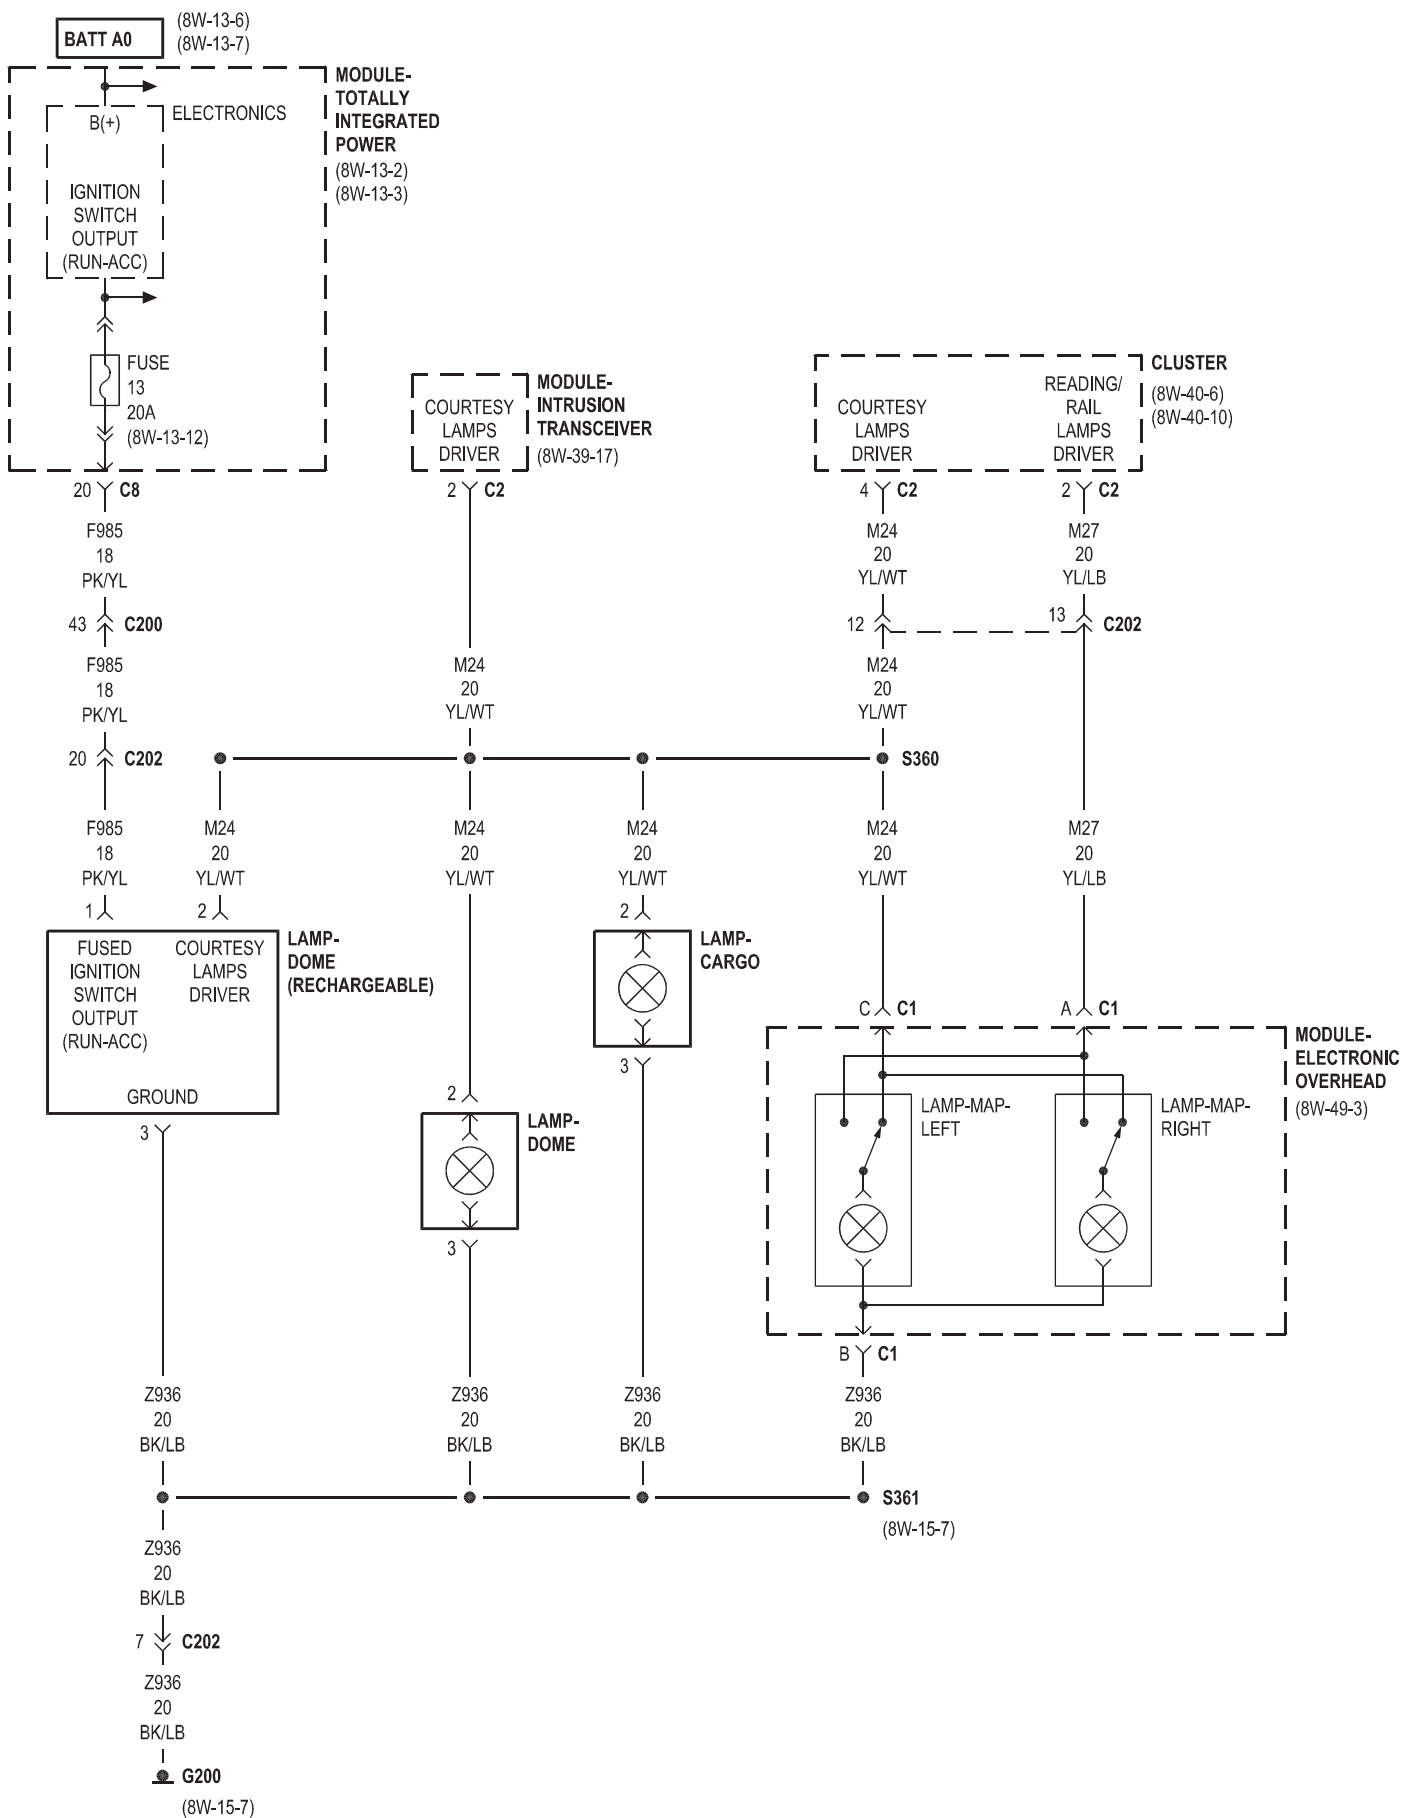 BATT A0
(8W-13-6)
(8W-13-7)
MODULE-
TOTALLY
INTEGRATED
POWER
(8W-13-2)
(8W-13-3)
ELECTRONICS
B(+)
IGNITION
SWITCH
OUTPUT
(RUN-ACC)
FUSE
13
20A
(8W-13-12)
20 C8
F985
18
PK/YL
43 C200
F985
18
PK/YL
20 C202
F985
18
PK/YL
1
COURTESY
LAMPS
DRIVER
MODULE-
INTRUSION
TRANSCEIVER
(8W-39-17)
2 C2
M24
20
YL/WT
COURTESY
LAMPS
DRIVER
READING/
RAIL
LAMPS
DRIVER
CLUSTER
(8W-40-6)
(8W-40-10)
4 C2
2 C2
M24
20
YL/WT
M27
20
YL/LB
12
13 C202
M24
20
YL/WT
S360
M24
20
YL/WT
2
M24
20
YL/WT
M24
20
YL/WT
2
M24
20
YL/WT
M27
20
YL/LB
FUSED
IGNITION
SWITCH
OUTPUT
(RUN-ACC)
COURTESY
LAMPS
DRIVER
GROUND
LAMP-
DOME
(RECHARGEABLE)
3
2
LAMP-
DOME
3
LAMP-
CARGO
3
C C1
A C1
MODULE-
ELECTRONIC
OVERHEAD
(8W-49-3)
LAMP-MAP-
LEFT
LAMP-MAP-
RIGHT
B C1
Z936
20
BK/LB
Z936
20
BK/LB
Z936
20
BK/LB
Z936
20
BK/LB
S361
(8W-15-7)
Z936
20
BK/LB
7 C202
Z936
20
BK/LB
G200
(8W-15-7)